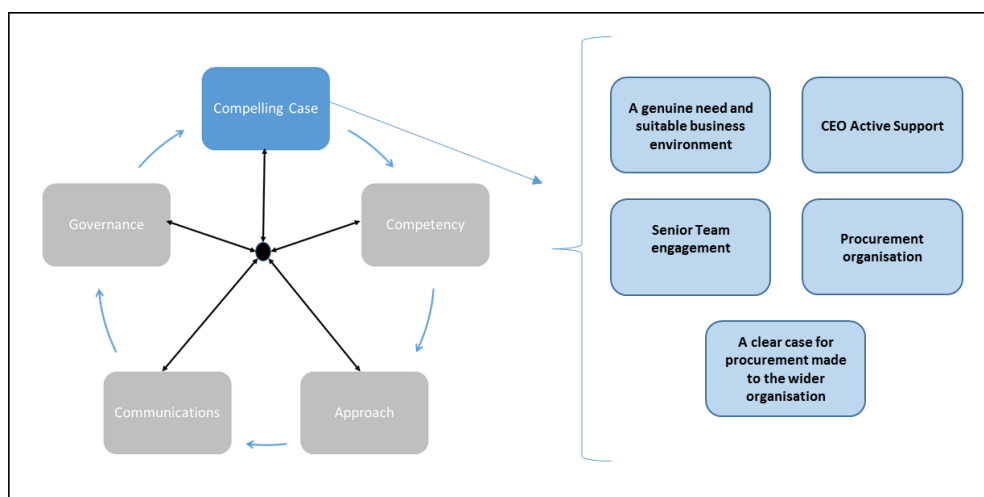 Compelling Case
Governance
Competency
Communications
Approach
A genuine need and
suitable business
environment
CEO Active Support
Senior Team
engagement
Procurement
organisation
A clear case for
procurement made
to the wider
organisation